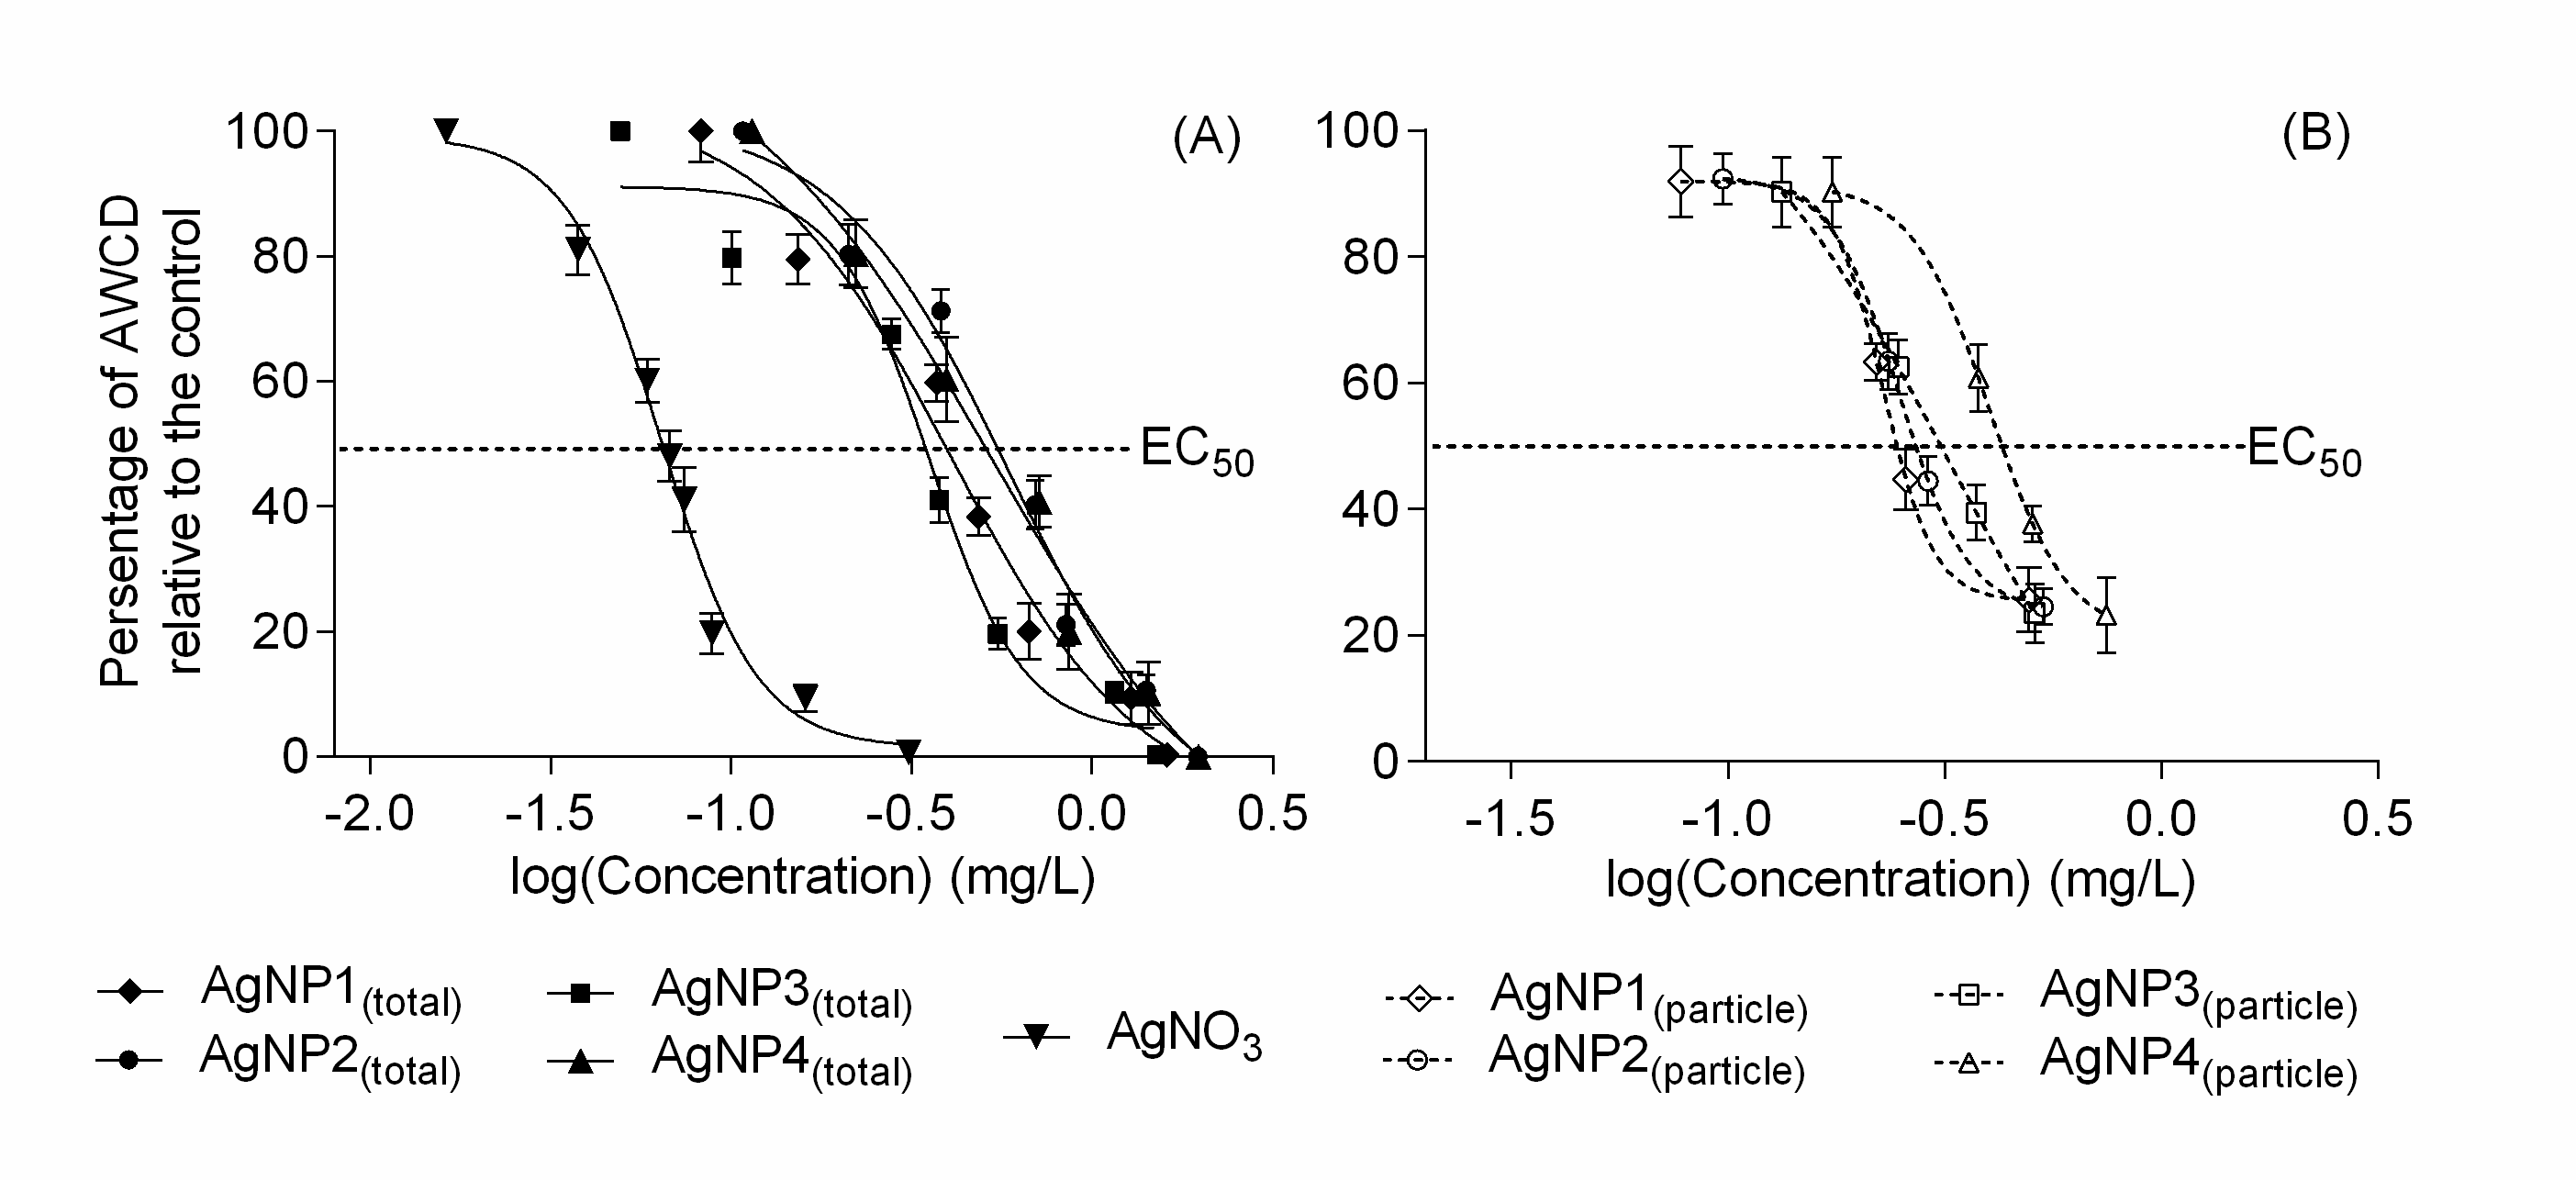 (A)
100
80
60
40
20
0
Persentage of AWCD
relative to the control
EC50
-2.0 -1.5 -1.0 -0.5 0.0 0.5
log(Concentration) (mg/L)
(B)
100
80
60
40
20
0
EC50
-1.5 -1.0 -0.5 0.0 0.5
log(Concentration) (mg/L)
AgNP1(total) AgNP3(total)
AgNO3
AgNP2(total) AgNP4(total)
AgNP1(particle) AgNP3(particle)
AgNP2(particle) AgNP4(particle)